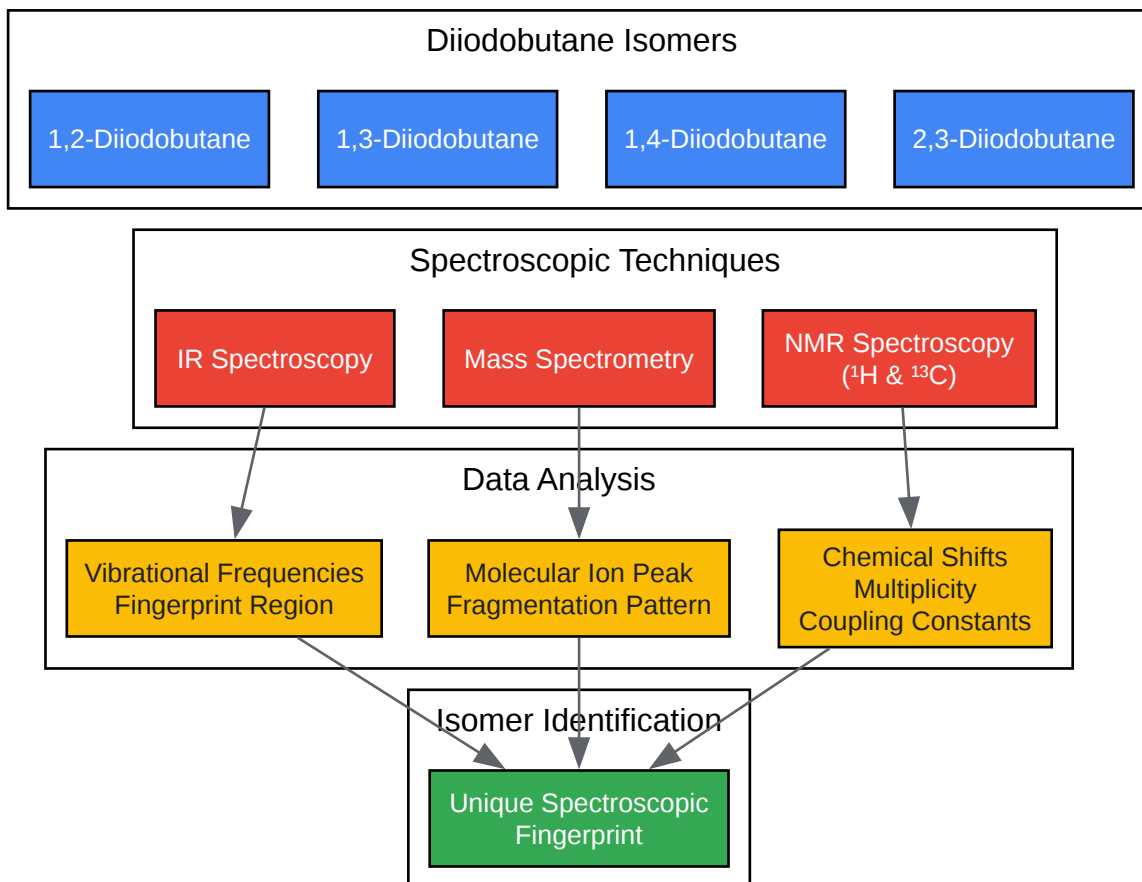 Diiodobutane Isomers
1,2-Diiodobutane
1,3-Diiodobutane
1,4-Diiodobutane
2,3-Diiodobutane
Spectroscopic Techniques
IR Spectroscopy
Mass Spectrometry
NMR Spectroscopy
(¹H & ¹³C)
Data Analysis
Vibrational Frequencies
Fingerprint Region
Molecular Ion Peak
Fragmentation Pattern
Chemical Shifts
Multiplicity
Coupling Constants
Isomer Identification
Unique Spectroscopic
Fingerprint